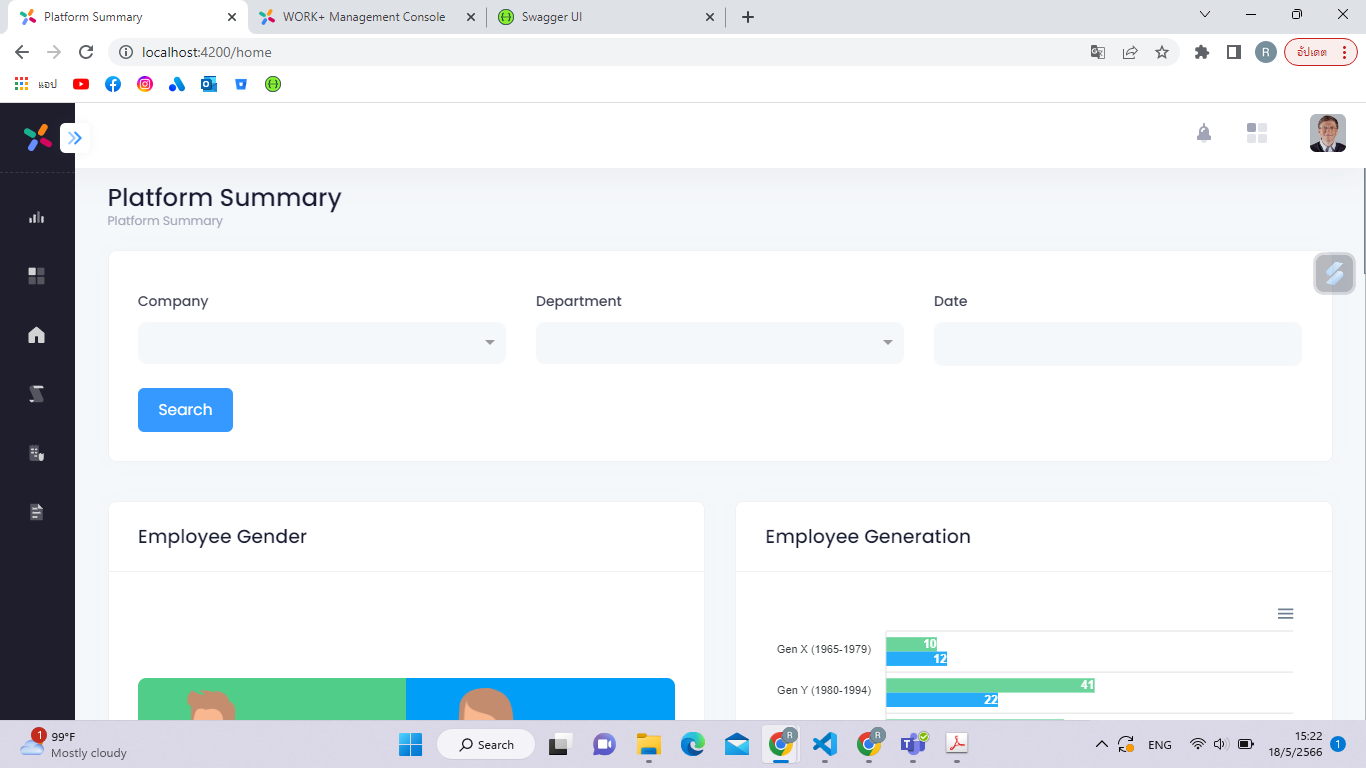 Platform Summary
WORK+ Management Console
Swagger UI
localhost:4200/home
R
อัปเดต
แอป
Platform Summary
Platform Summary
Company
Department
Date
Search
Employee Gender
Employee Generation
Gen X (1965-1979)
10
12
Gen Y (1980-1994)
41
22
1
99°F
Mostly cloudy
Search
R
R
ENG
15:22
18/5/2566
1